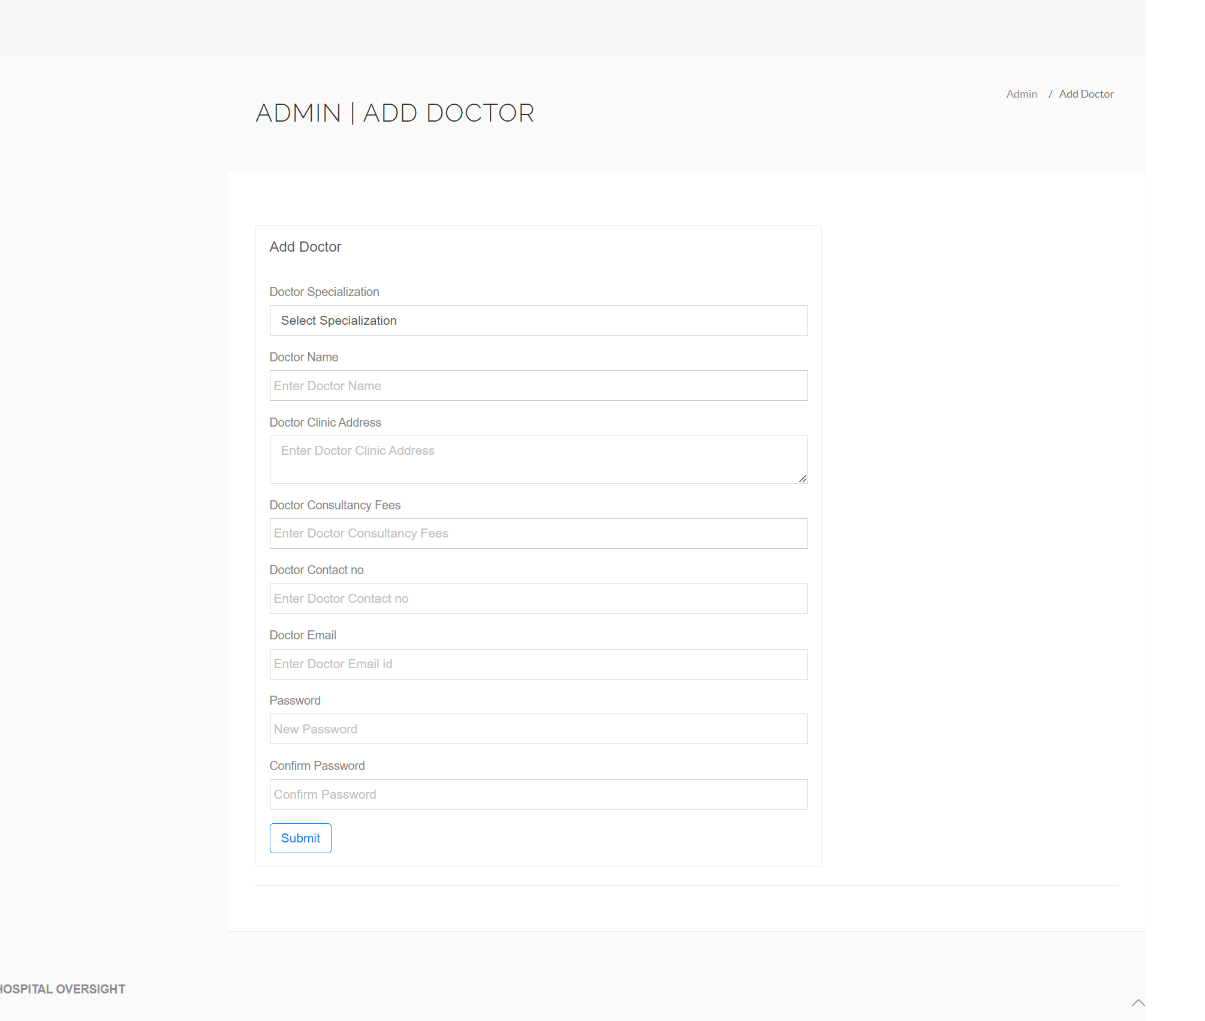 Admin / Add Doctor
ADMIN | ADD DOCTOR
Add Doctor
Doctor Specialization
Select Specialization
Doctor Name
Enter Doctor Name
Doctor Clinic Address
Enter Doctor Clinic Address
Doctor Consultancy Fees
Enter Doctor Consultancy Fees
Doctor Contact no
Enter Doctor Contact no
Doctor Email
Enter Doctor Email id
Password
New Password
Confirm Password
Confirm Password
Submit
HOSPITAL OVERSIGHT